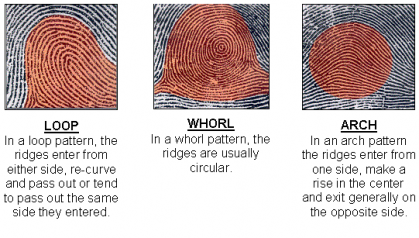 LOOP
In a loop pattern, the
ridges enter from
either side, re-curve
and pass out or tend
to pass out the same
side they entered.
WHORL
In a whorl pattern, the
ridges are usually
circular.
ARCH
In an arch pattern
the ridges enter from
one side, make a
rise in the center
and exit generally on
the opposite side.